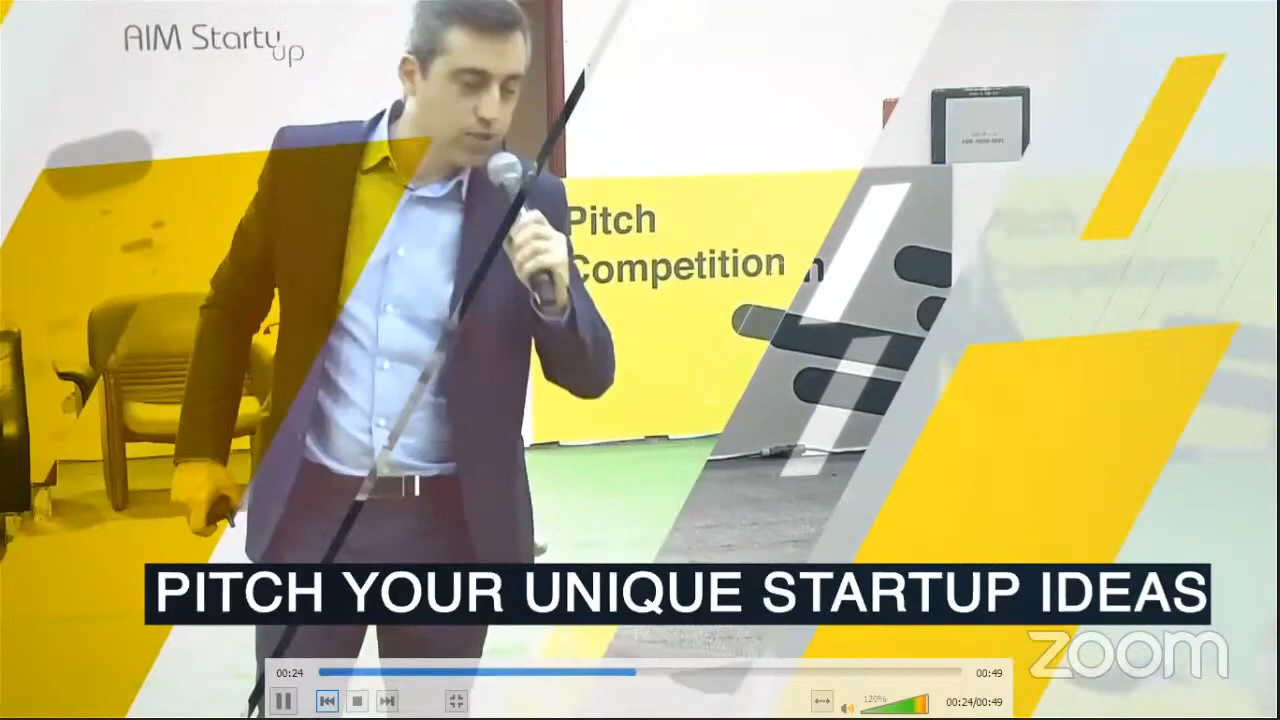 AIM Startup
Pitch
Competition
n
PITCH YOUR UNIQUE STARTUP IDEAS
zoom
00:24
00:49
120%
00:24/00:49